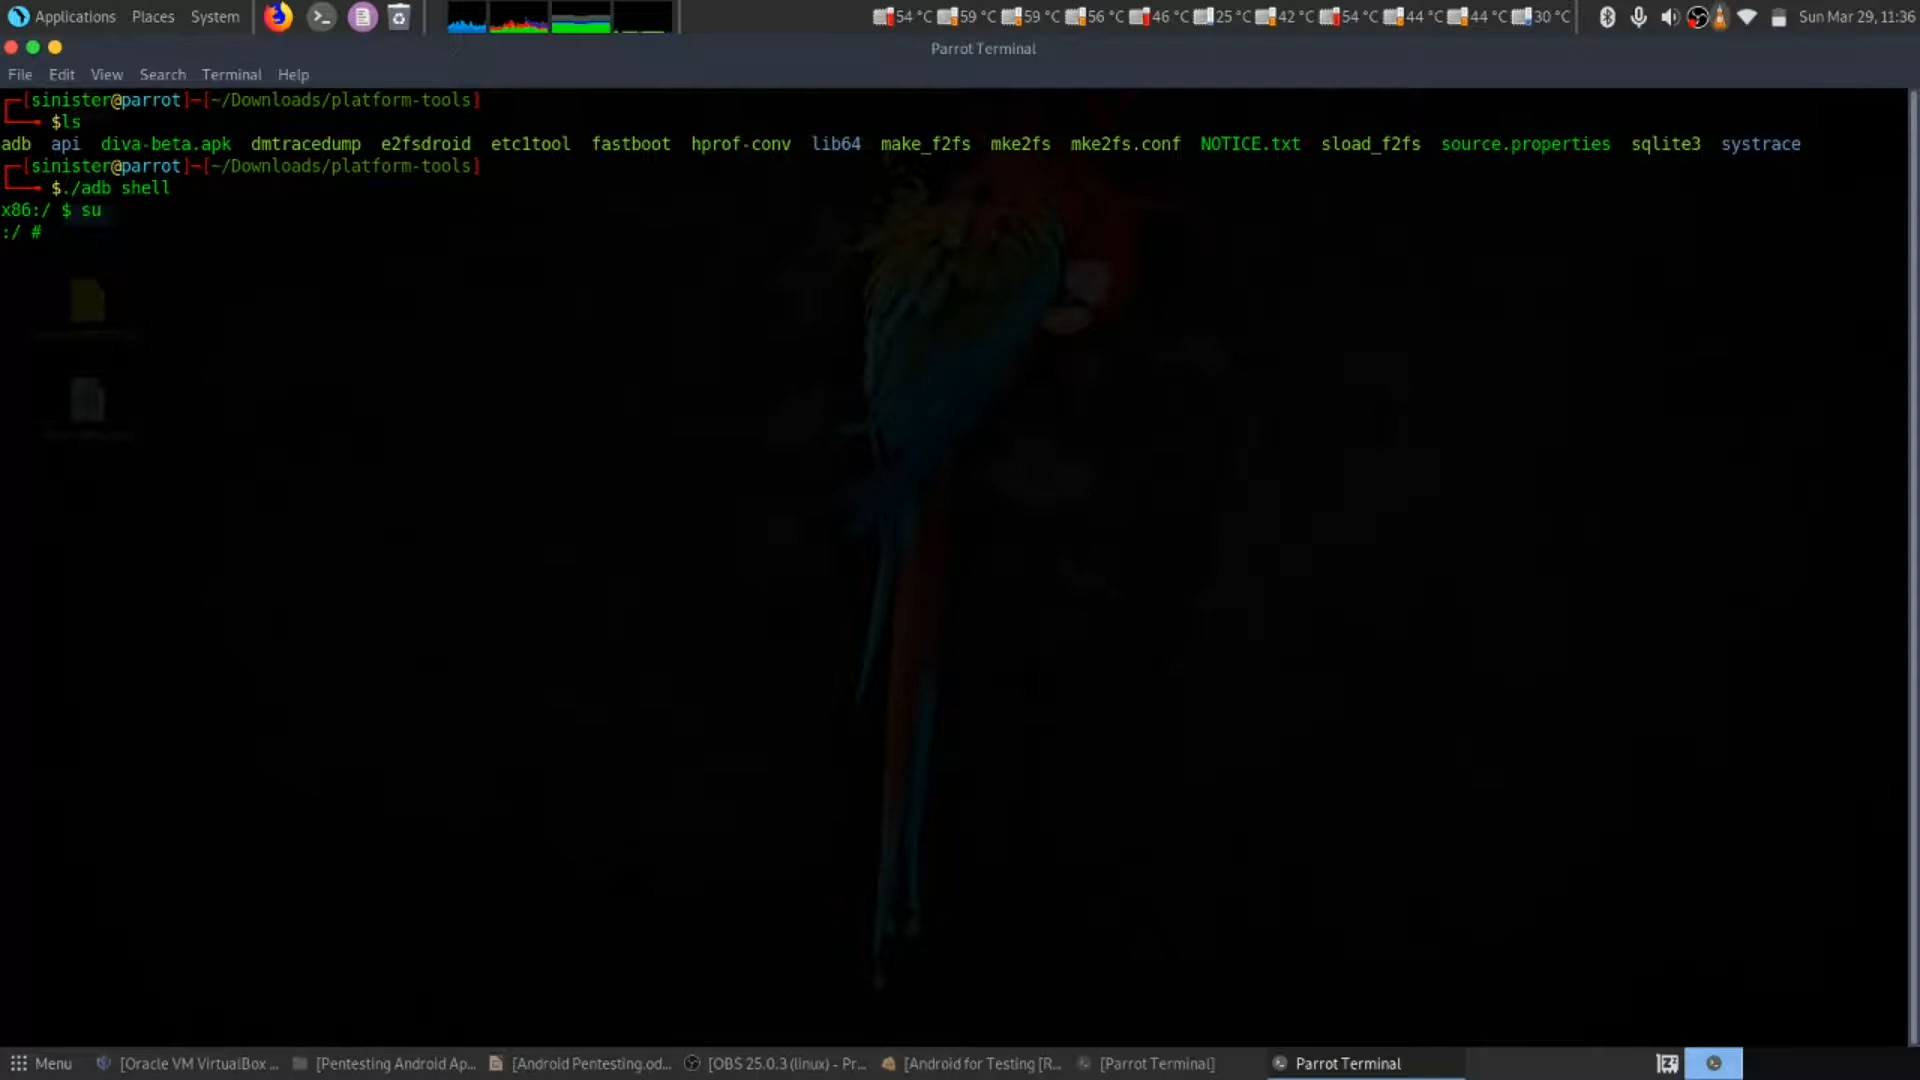 Applications Places System 54 °C 59 °C 59 °C 56 °C 46 °C 25 °C 42 °C 54 °C 44 °C 44 °C 30 °C Sun Mar 29, 11:36
Parrot Terminal
File Edit View Search Terminal Help
[sinister@parrot]-[~/Downloads/platform-tools]
$ls
adb api diva-beta.apk dmtracedump e2fsdroid etc1tool fastboot hprof-conv lib64 make_f2fs mke2fs mke2fs.conf NOTICE.txt sload_f2fs source.properties sqlite3 systrace
[sinister@parrot]-[~/Downloads/platform-tools]
$./adb shell
x86:/ $ su
:/ #
Menu [Oracle VM VirtualBox ... [Pentesting Android Ap... [Android Pentesting.od... [OBS 25.0.3 (linux) - Pr... [Android for Testing [R... [Parrot Terminal] Parrot Terminal